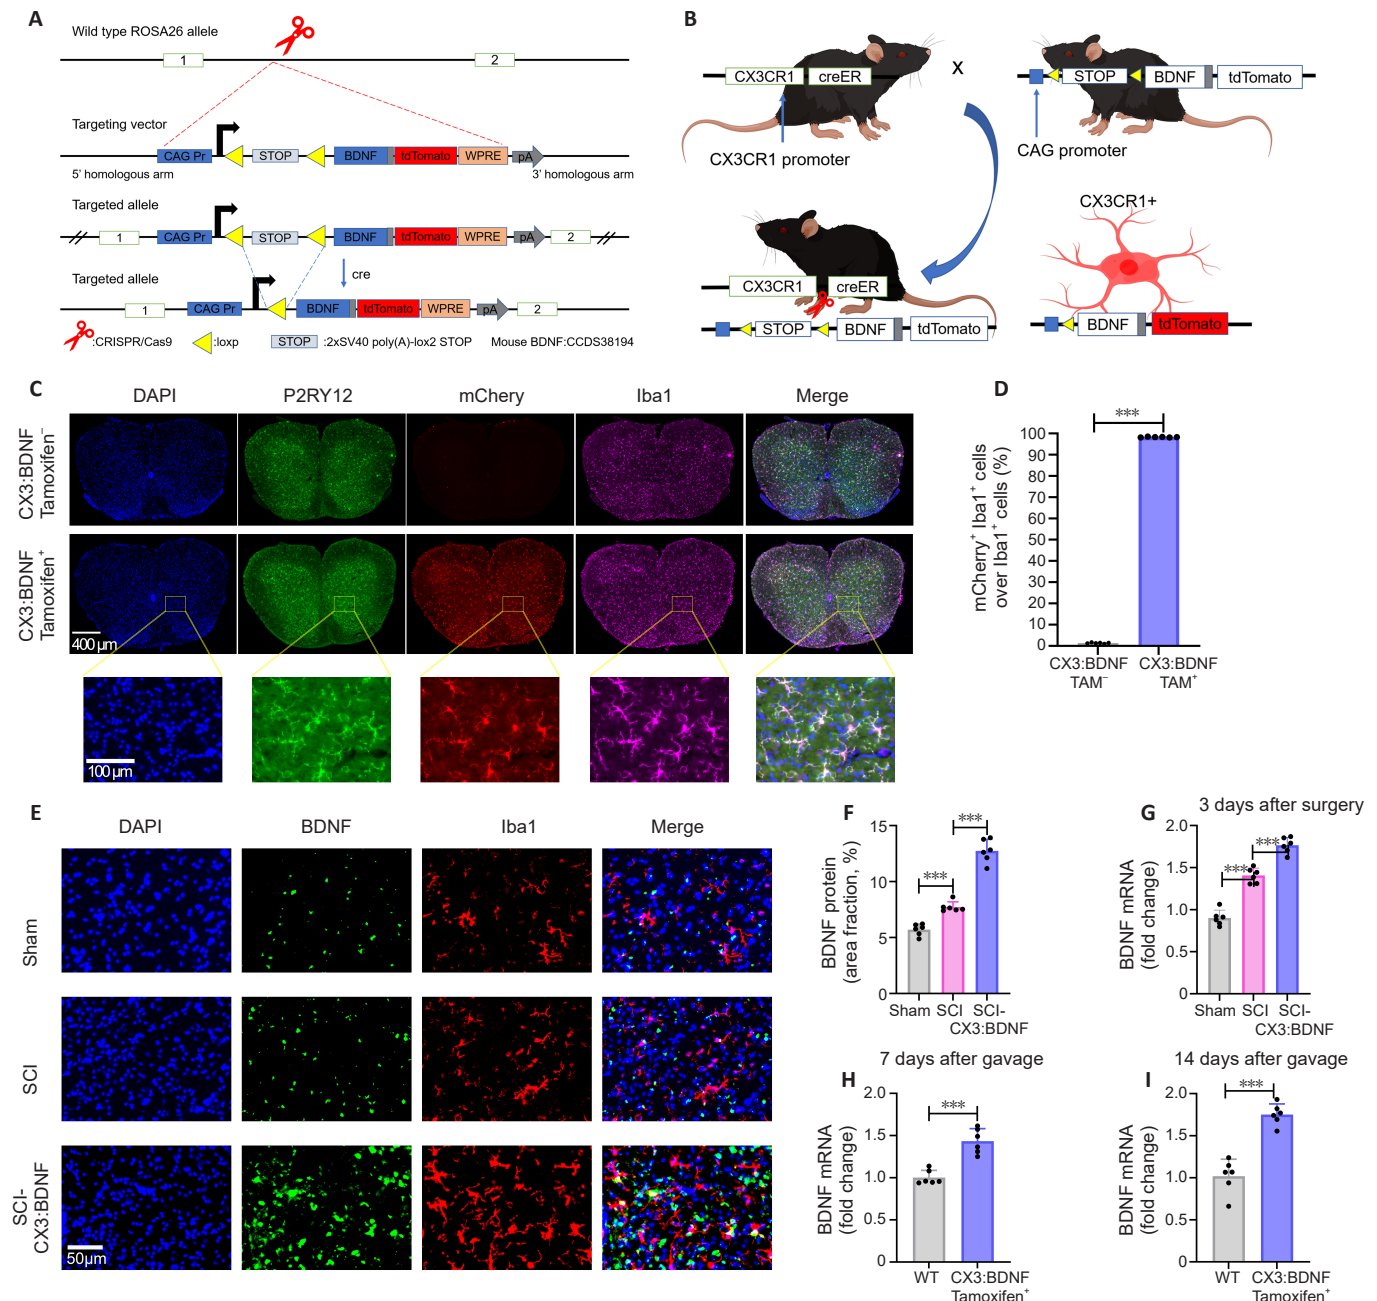 A
Wild type ROSA26 allele
1
2
Targeting vector
CAG Pr
STOP
BDNF
tdTomato
WPRE
pA
5' homologous arm
3' homologous arm
Targeted allele
1
CAG Pr
STOP
BDNF
tdTomato
WPRE
pA
2
cre
Targeted allele
1
CAG Pr
BDNF
tdTomato
WPRE
pA
2
:CRISPR/Cas9
:loxp
STOP
:2xSV40 poly(A)-lox2 STOP
Mouse BDNF:CCDS38194
B
CX3CR1
creER
X
STOP
BDNF
tdTomato
CX3CR1 promoter
CAG promoter
CX3CR1
creER
STOP
BDNF
tdTomato
CX3CR1+
BDNF
tdTomato
C
DAPI
P2RY12
mCherry
Iba1
Merge
CX3:BDNF
Tamoxifen⁻
CX3:BDNF
Tamoxifen⁺
400 µm
100 µm
D
***
mCherry⁺ Iba1⁺ cells
over Iba1⁺ cells (%)
100
90
80
70
60
50
40
30
20
10
0
CX3:BDNF
TAM⁻
CX3:BDNF
TAM⁺
E
DAPI
BDNF
Iba1
Merge
Sham
SCI
SCI-
CX3:BDNF
50µm
F
BDNF protein
(area fraction, %)
15
10
5
0
***
***
Sham
SCI
SCI-
CX3:BDNF
G
3 days after surgery
BDNF mRNA
(fold change)
2.0
1.5
1.0
0.5
0
***
***
Sham
SCI
SCI-
CX3:BDNF
H
7 days after gavage
BDNF mRNA
(fold change)
2.0
1.5
1.0
0.5
0
***
WT
CX3:BDNF
Tamoxifen⁺
I
14 days after gavage
BDNF mRNA
(fold change)
2.0
1.5
1.0
0.5
0
***
WT
CX3:BDNF
Tamoxifen⁺